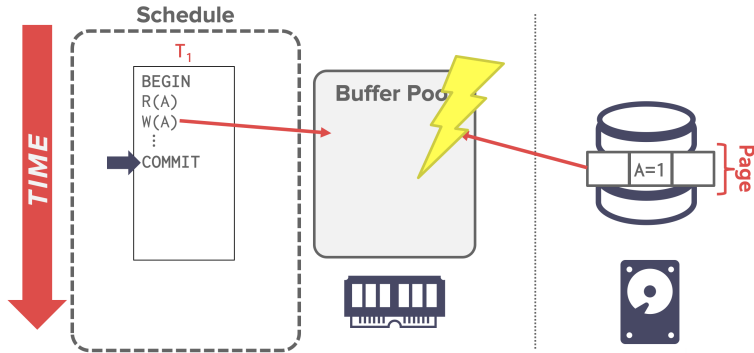 Schedule
T1
BEGIN
R(A)
W(A)
⋮
COMMIT
TIME
Buffer Poo
A=1
Page